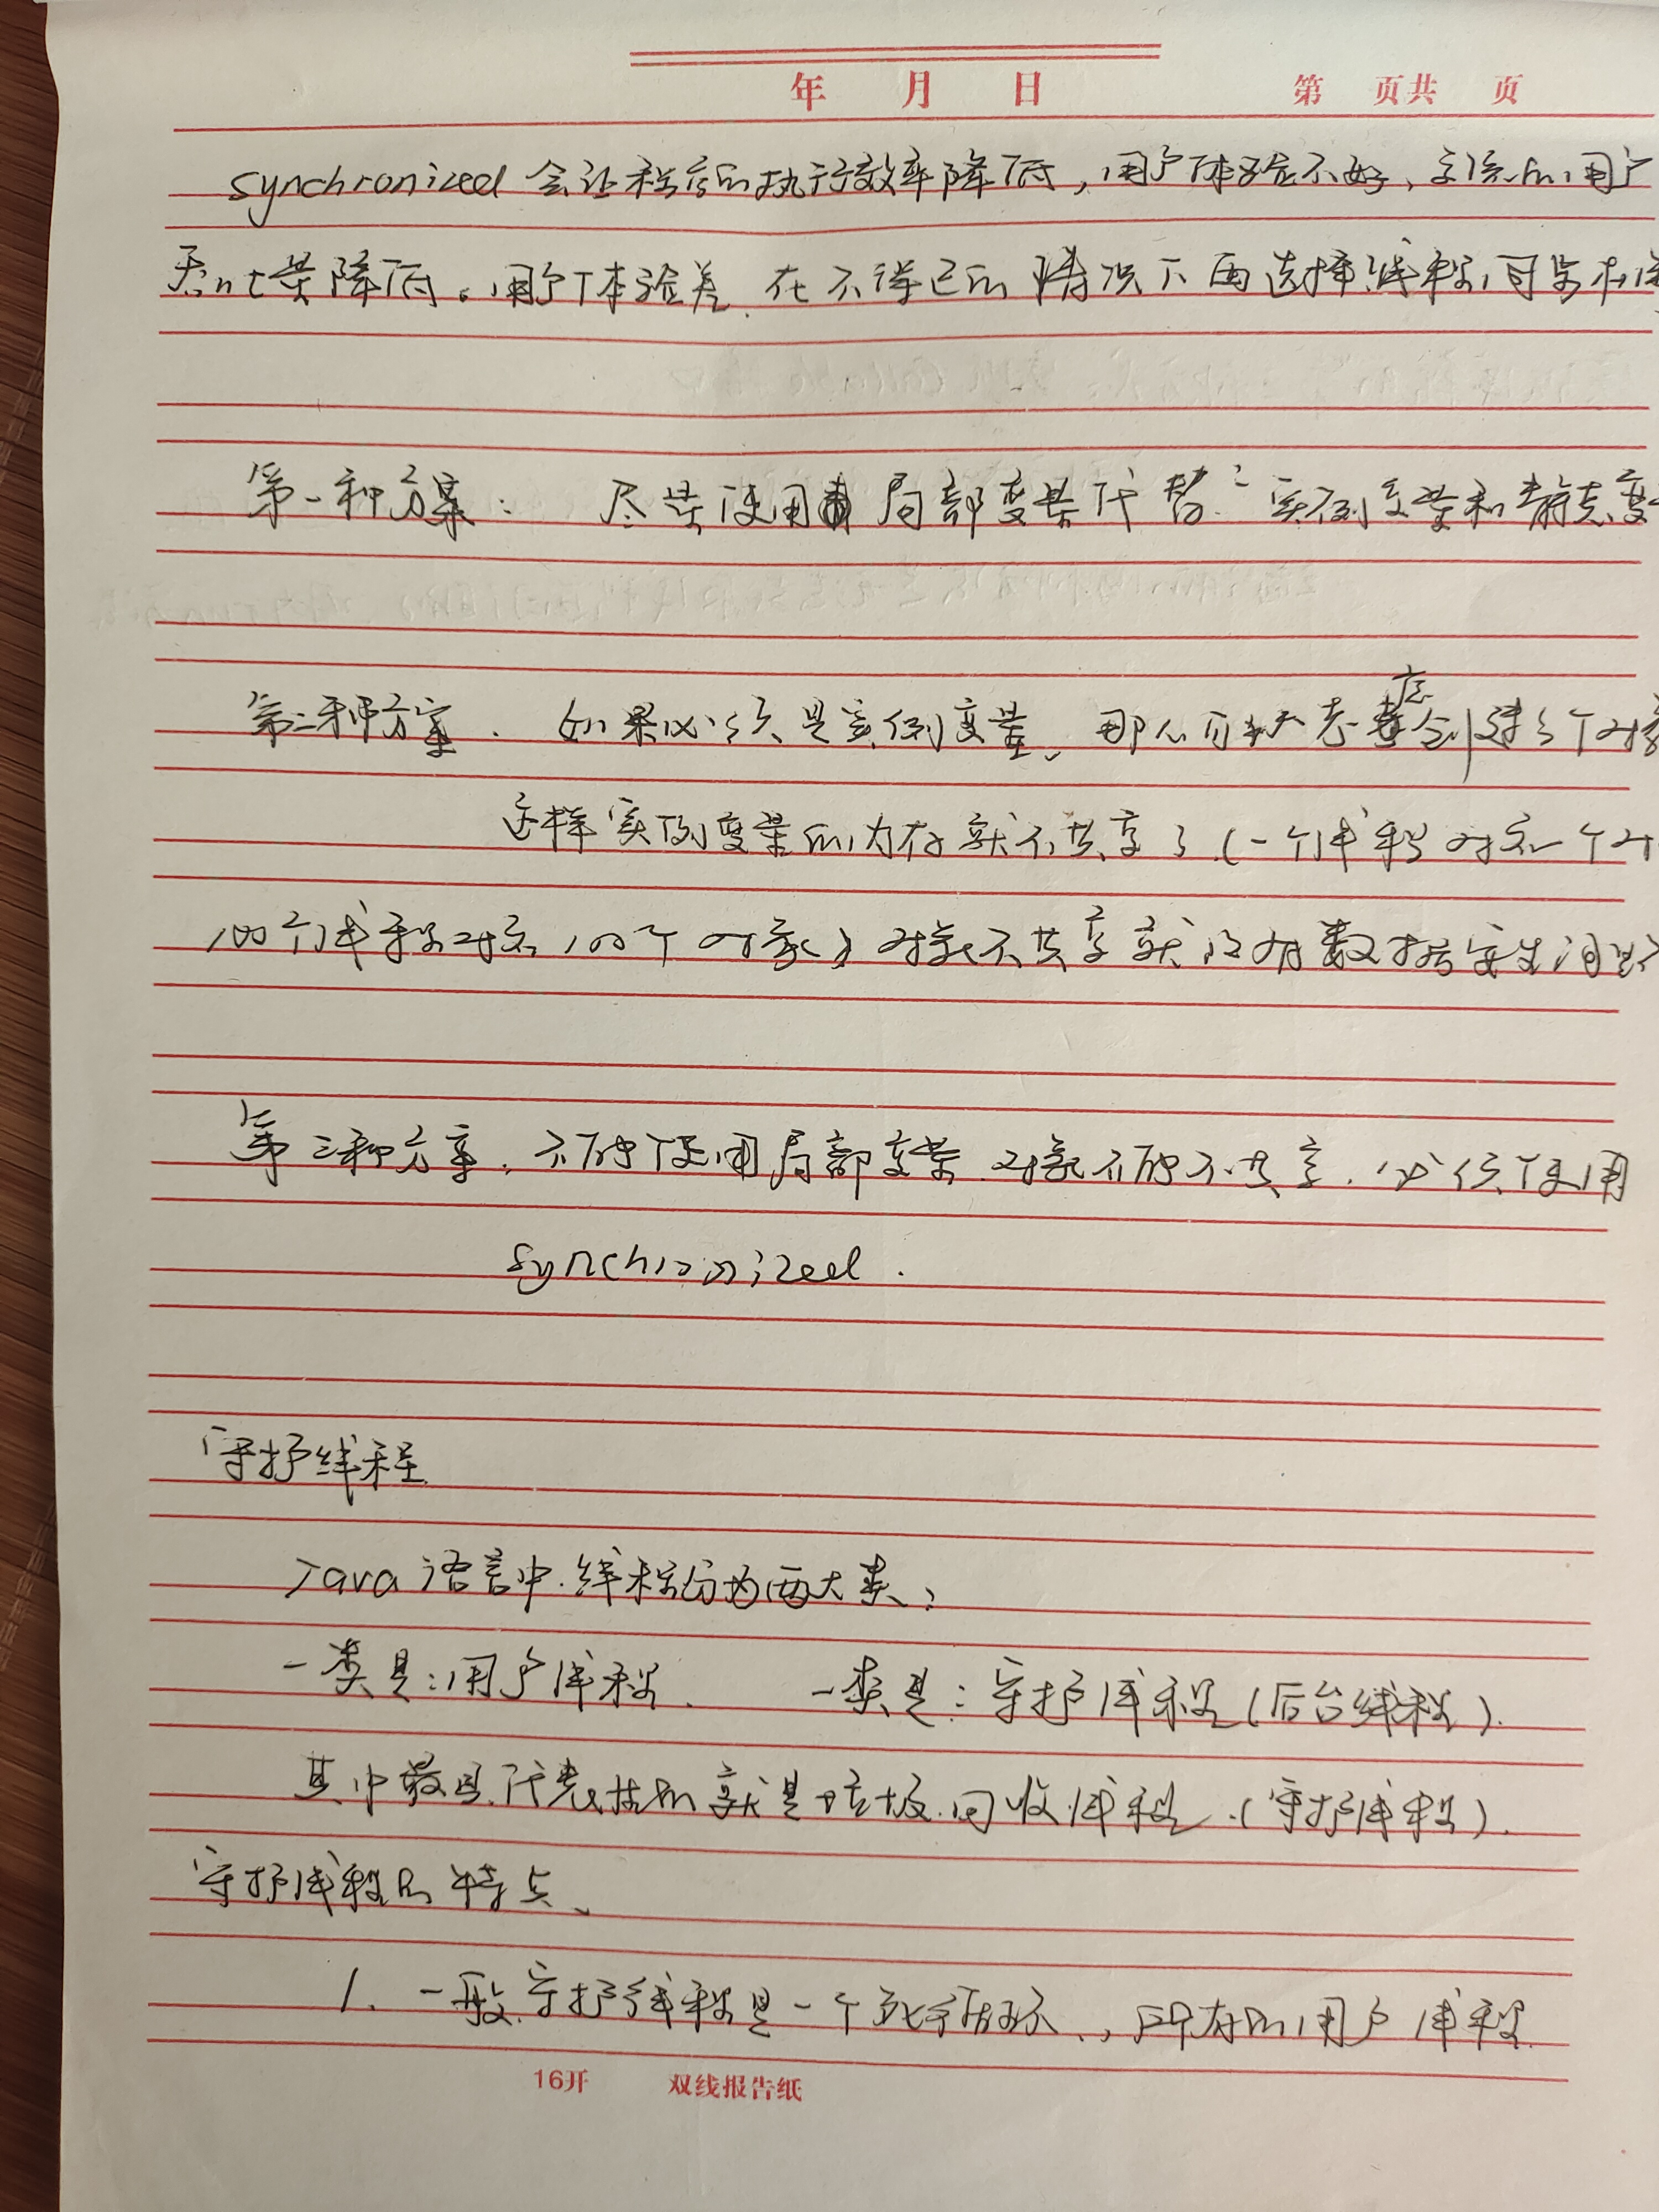 年 月 日 第 页共 页
synchronized 会让程序的执行效率降低，用户体验不好，系统的用户
吞吐量降低。用户体验差。在不得已的情况下再选择线程同步机制
第一种方案： 尽量使用局部变量代替 实例变量和静态变
第二种方案． 如果必须是实例变量，那么可以考虑创建多个对象
这样实例变量的内存就不共享了（一个线程对应一个对
100个线程对应100个对象）对象不共享就没有数据安全问题
第三种方案．不能使用局部变量 对象不能不共享．必须使用
synchronized．
守护线程
Java 语言中．线程分为两大类：
一类是：用户线程． 一类是：守护线程（后台线程）．
其中最具代表性的就是垃圾回收线程．（守护线程）．
守护线程的特点、
1、一般守护线程是一个死循环．，所有的用户线程
16开 双线报告纸